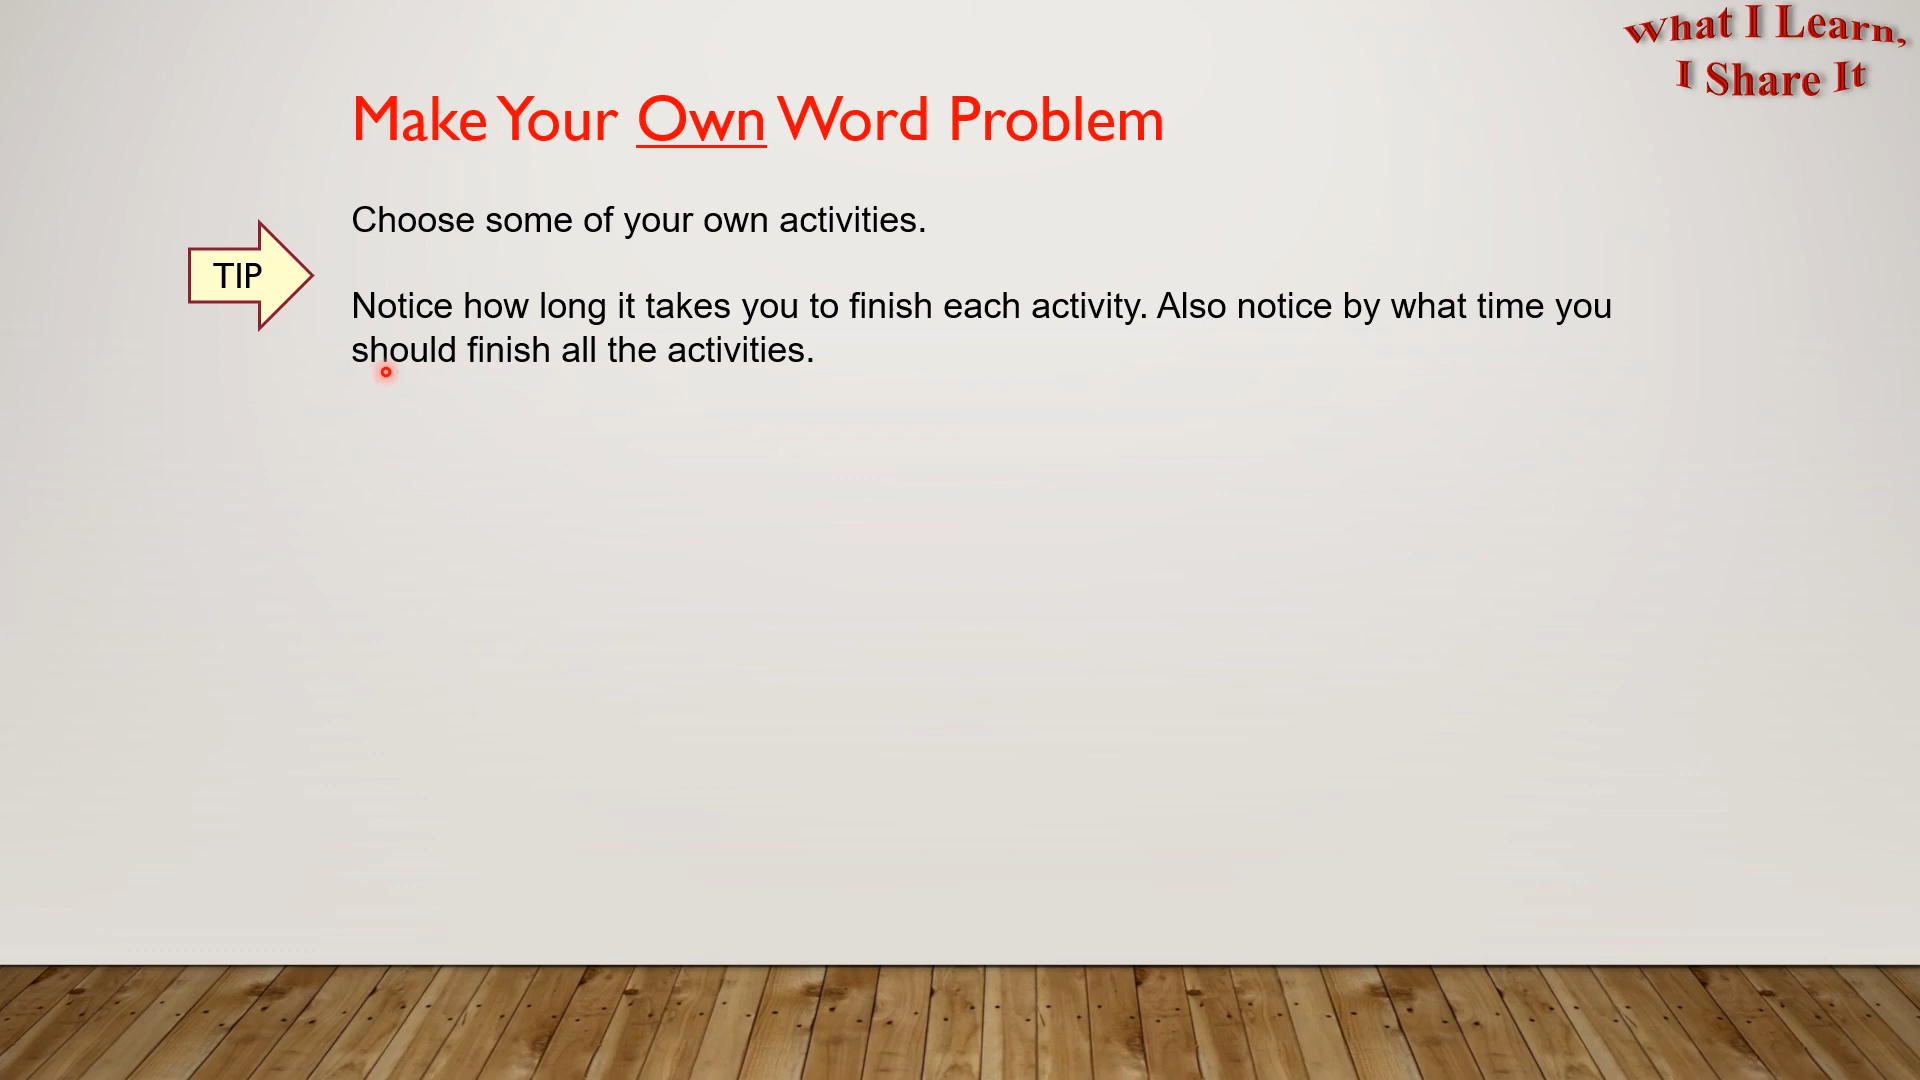 What I Learn,
I Share It
Make Your Own Word Problem
Choose some of your own activities.
TIP
Notice how long it takes you to finish each activity. Also notice by what time you
should finish all the activities.